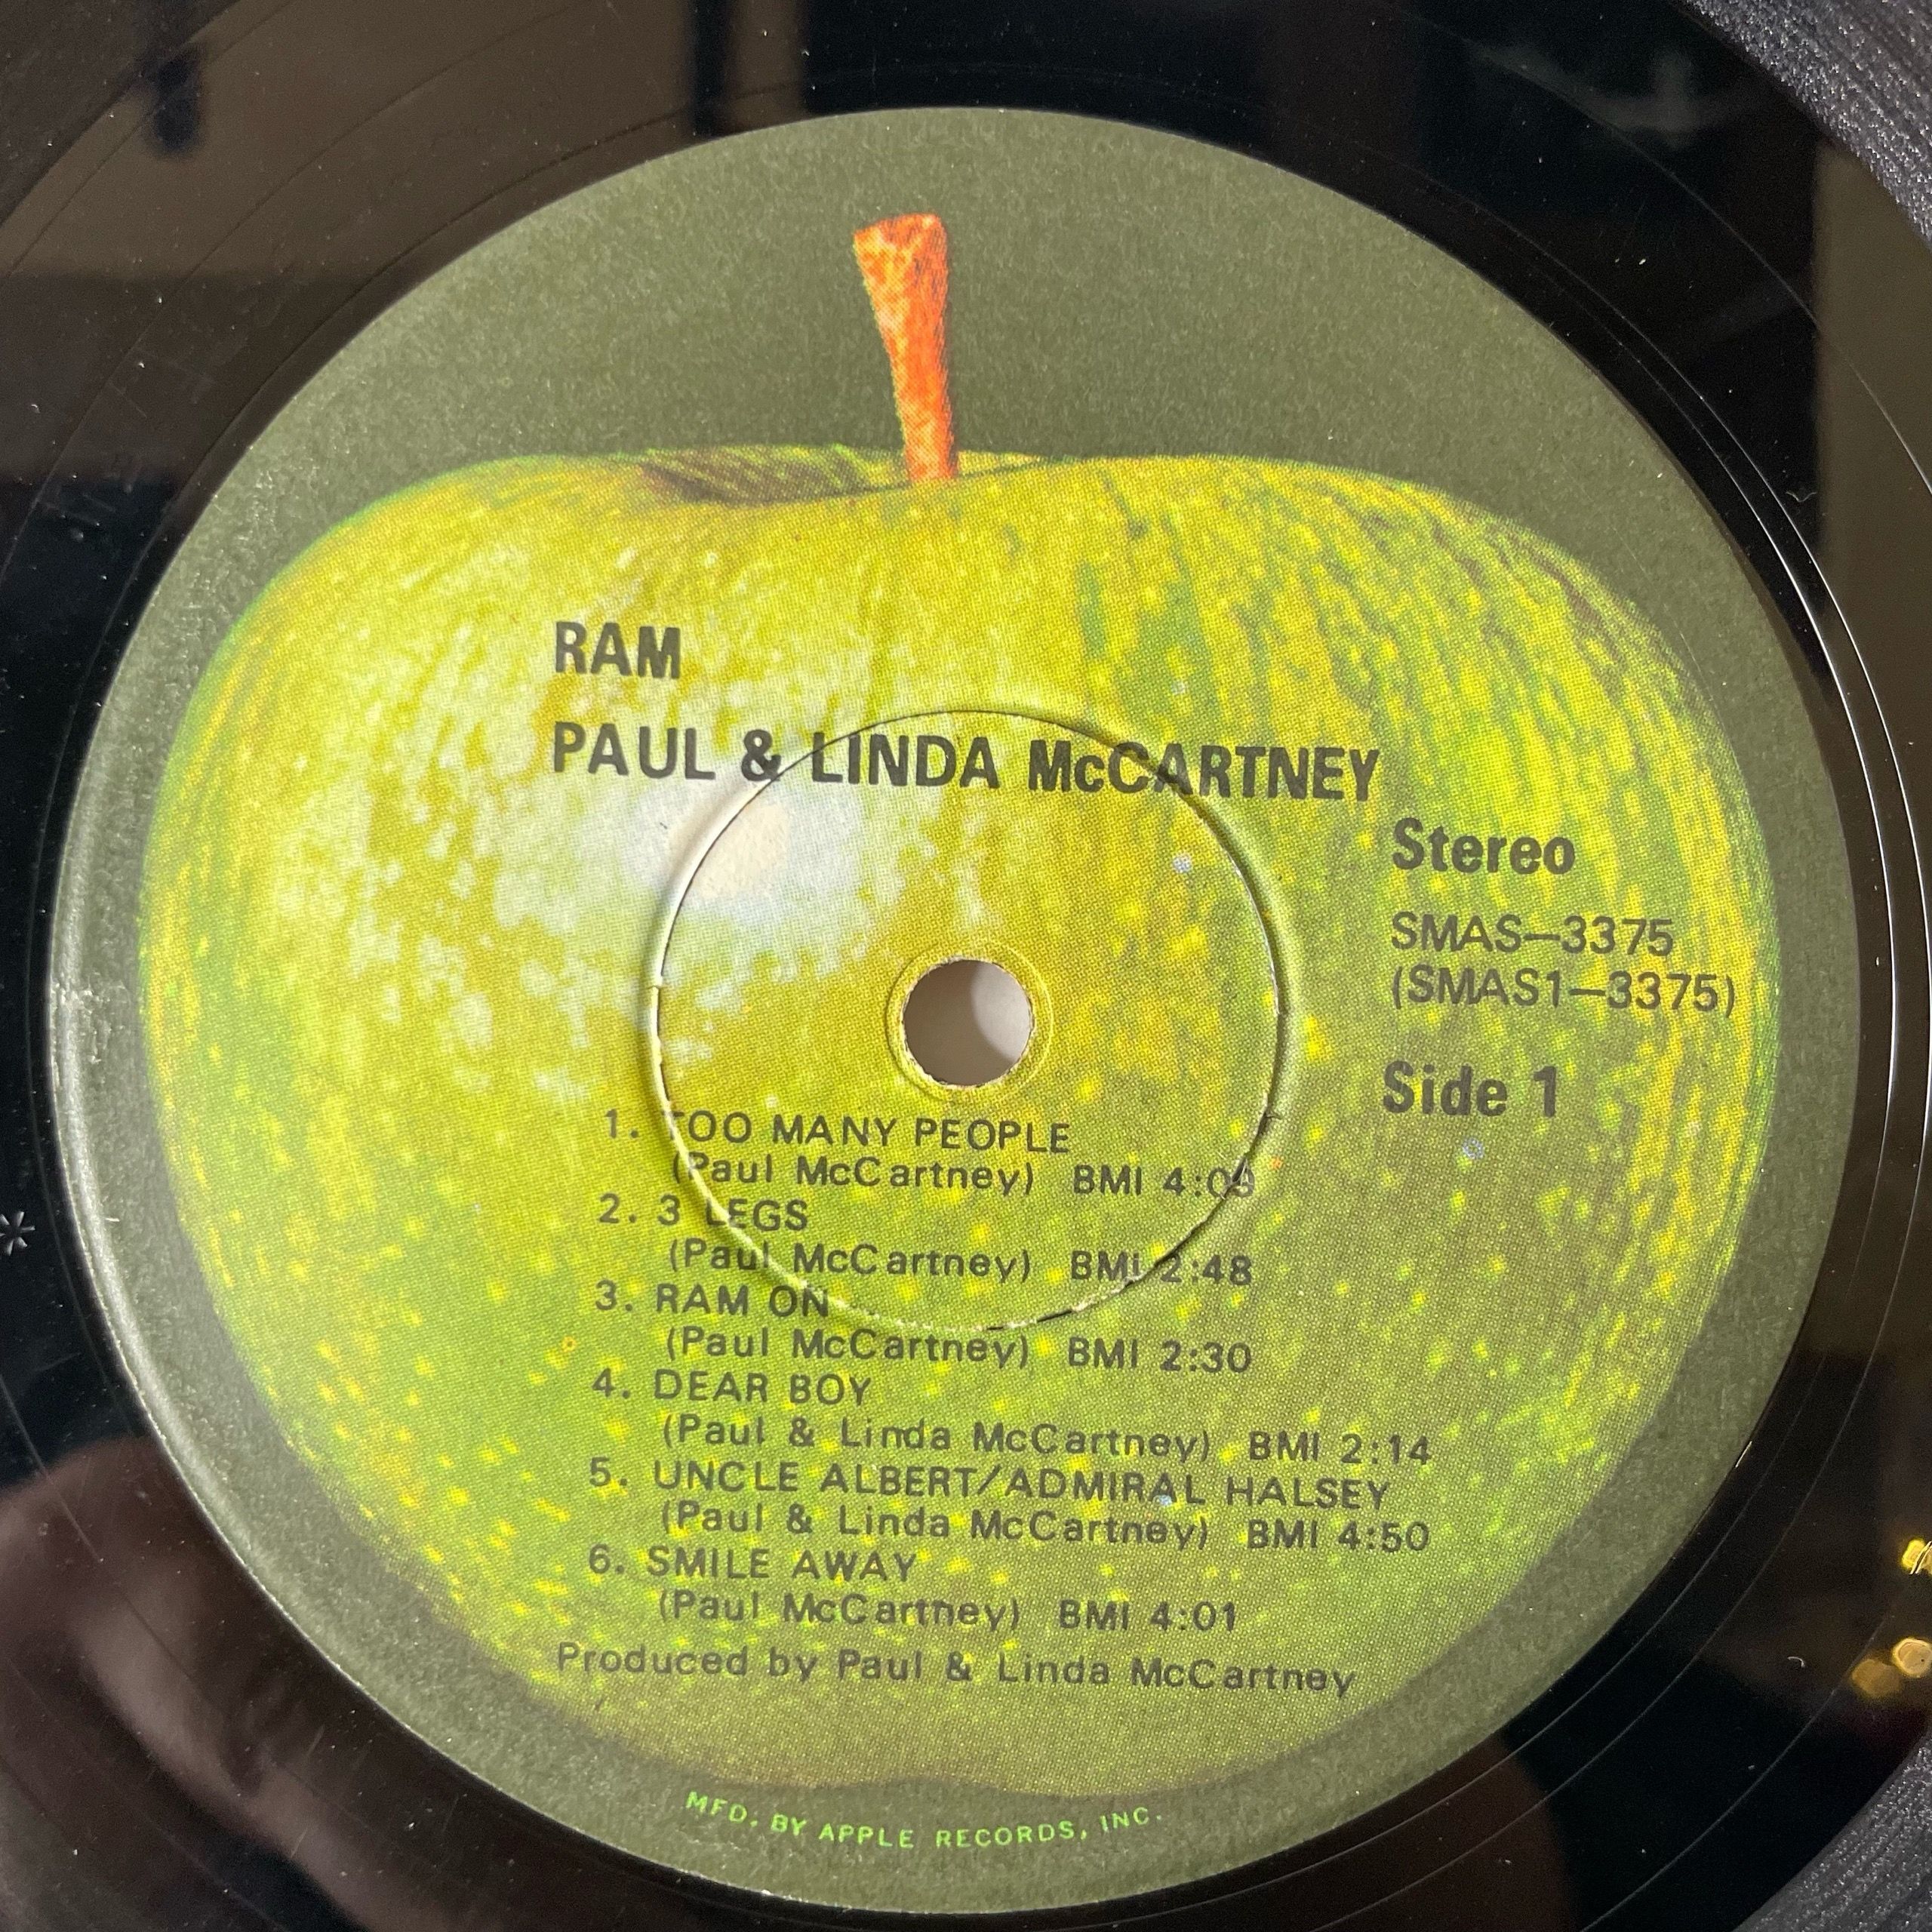 RAM
PAUL & LINDA McCARTNEY
Stereo
SMAS—3375
(SMAS1—3375)
Side 1
1. TOO MANY PEOPLE
(Paul McCartney) BMI 4:09
2. 3 LEGS
(Paul McCartney) BMI 2:48
3. RAM ON
(Paul McCartney) BMI 2:30
4. DEAR BOY
(Paul & Linda McCartney) BMI 2:14
5. UNCLE ALBERT/ADMIRAL HALSEY
(Paul & Linda McCartney) BMI 4:50
6. SMILE AWAY
(Paul McCartney) BMI 4:01
Produced by Paul & Linda McCartney
MFD. BY APPLE RECORDS, INC.